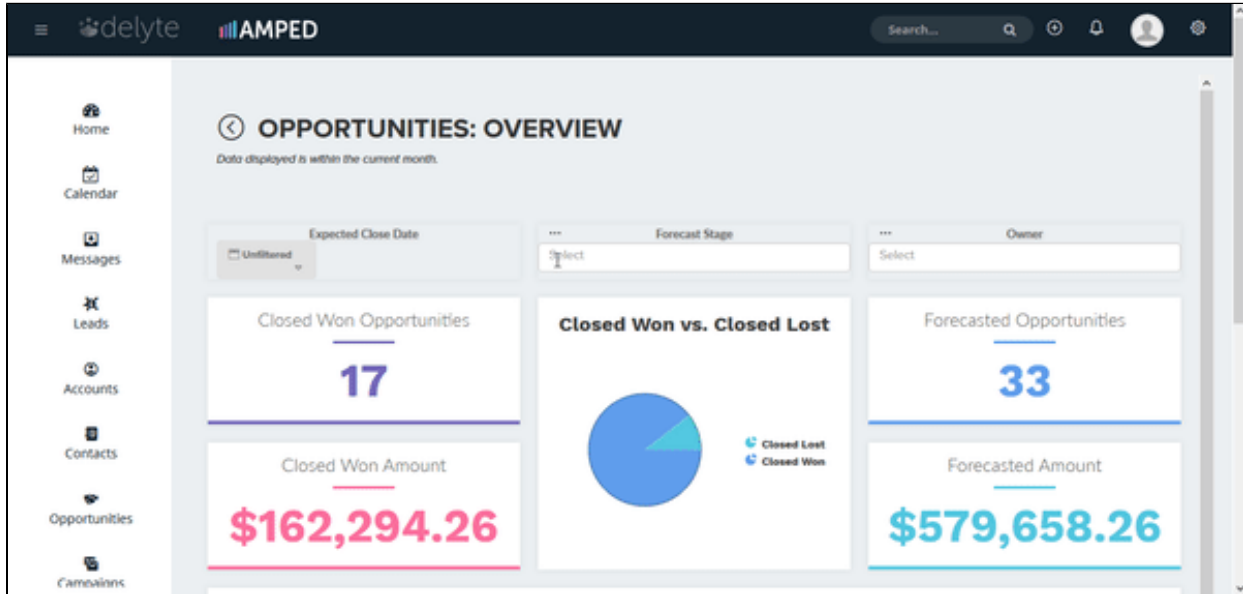 delyte AMPED Search...
Home
Calendar
Messages
Leads
Accounts
Contacts
Opportunities
Campaigns
OPPORTUNITIES: OVERVIEW
Data displayed is within the current month.
Expected Close Date
Unfiltered
... Forecast Stage
Select
... Owner
Select
Closed Won Opportunities
17
Closed Won vs. Closed Lost
Closed Lost
Closed Won
Forecasted Opportunities
33
Closed Won Amount
$162,294.26
Forecasted Amount
$579,658.26